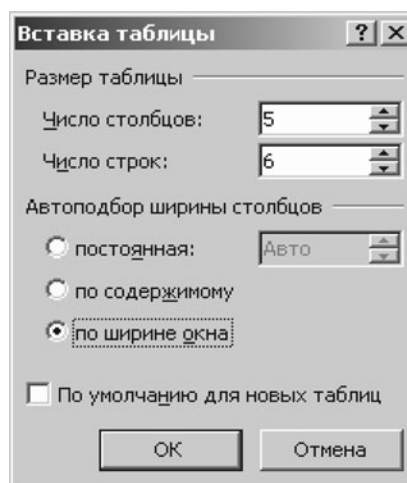 Вставка таблицы
Размер таблицы
Число столбцов: 5
Число строк: 6
Автоподбор ширины столбцов
постоянная: Авто
по содержимому
по ширине окна
По умолчанию для новых таблиц
ОК Отмена